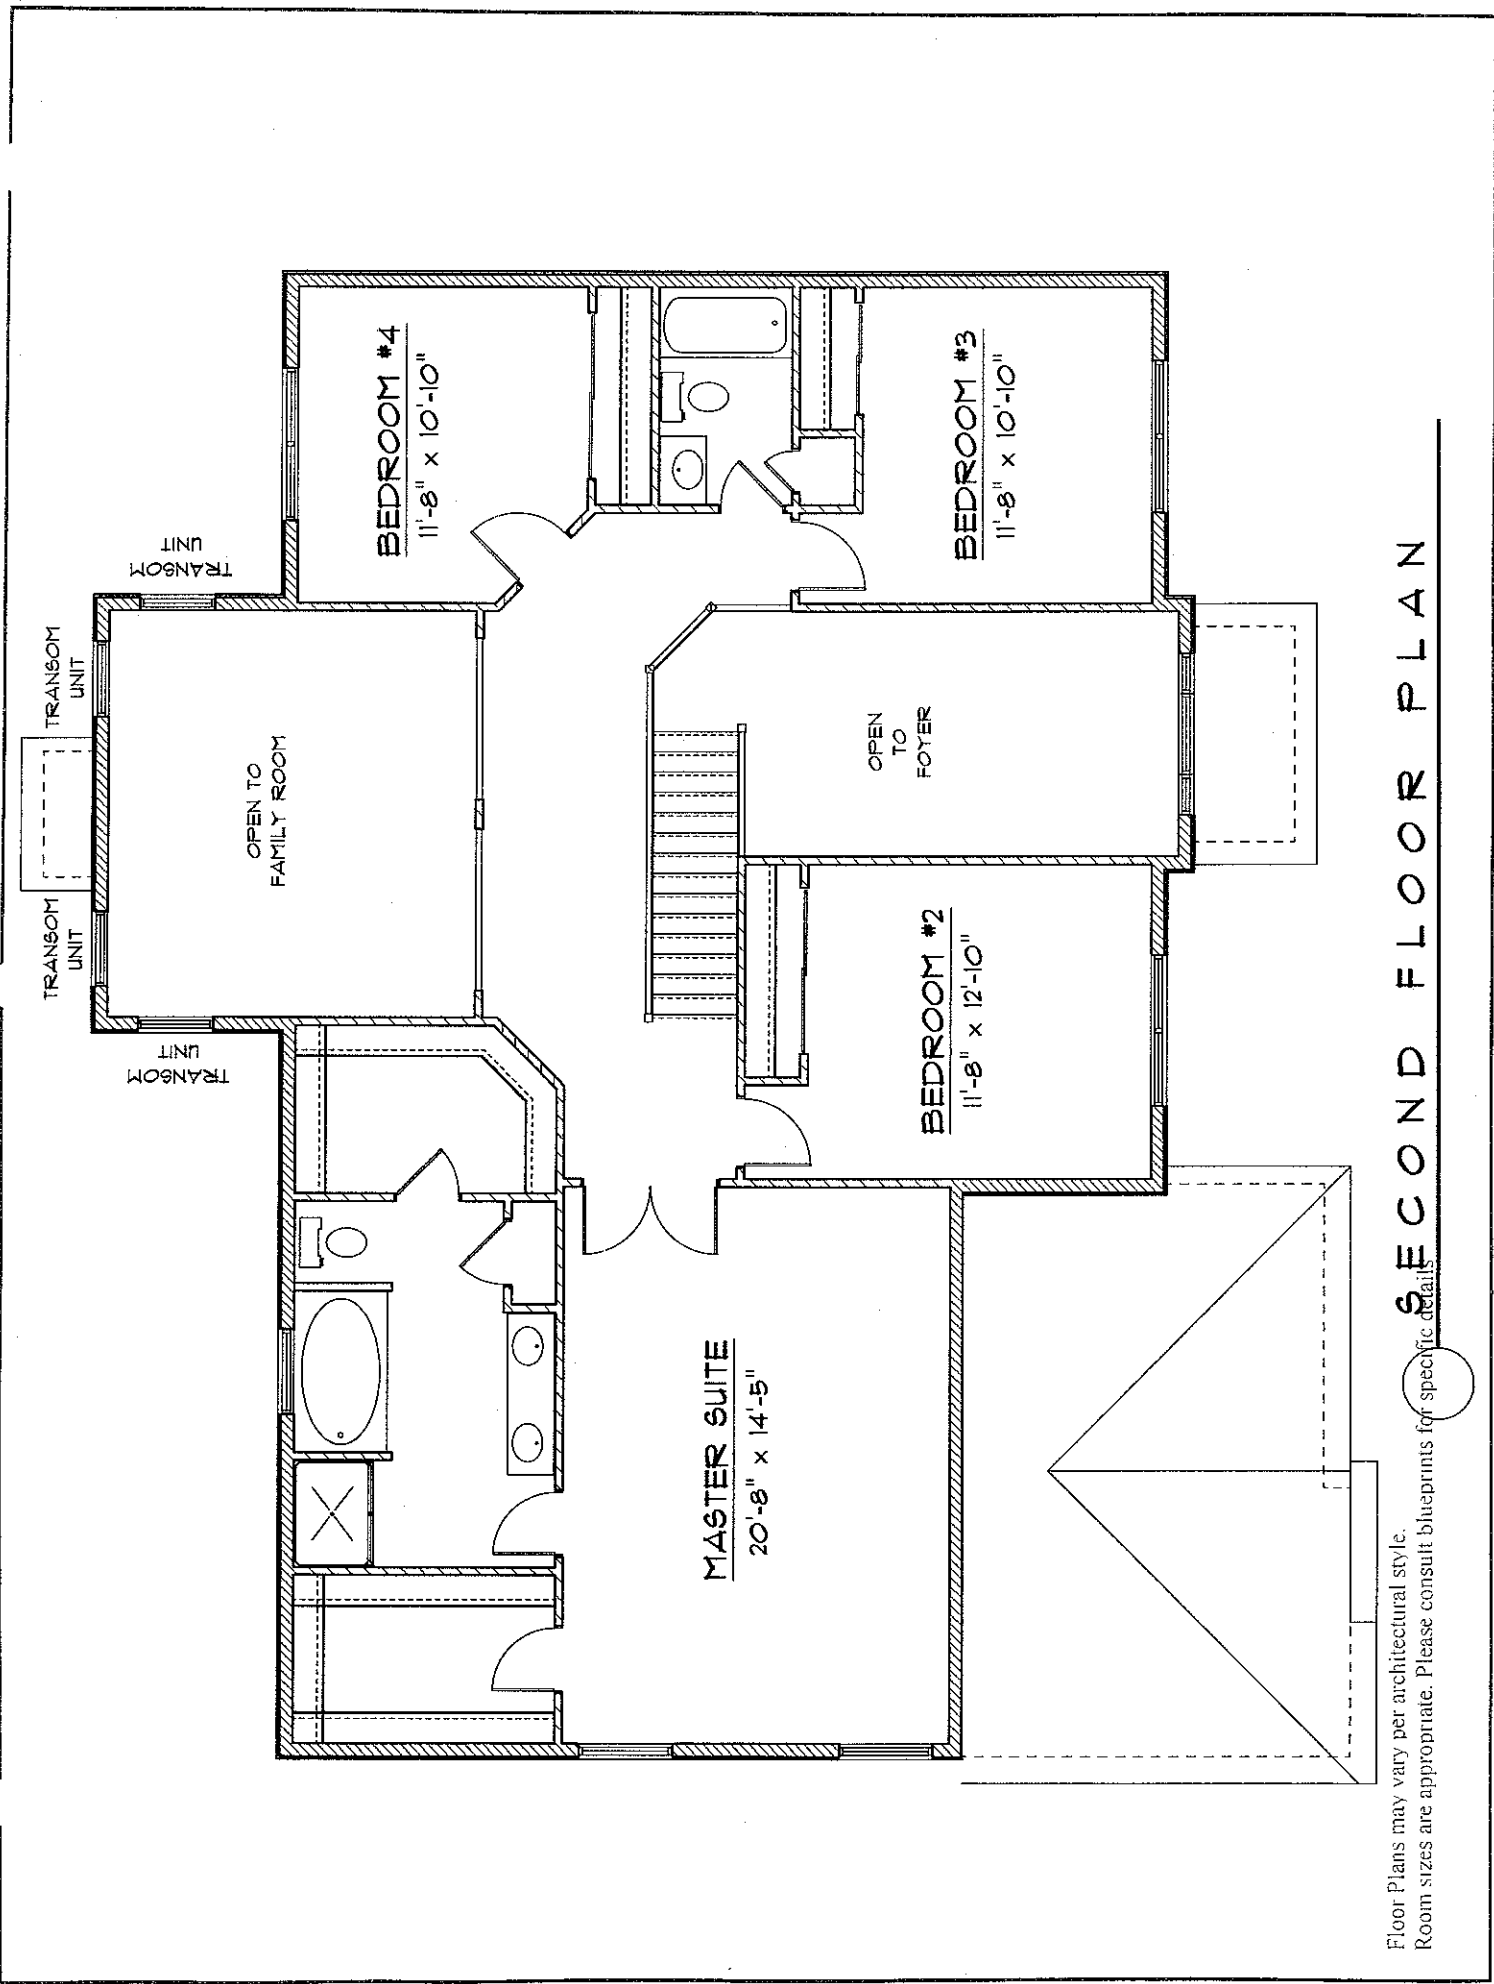 TRANSOM
UNIT
TRANSOM
UNIT
TRANSOM
UNIT
TRANSOM
UNIT
OPEN TO
FAMILY ROOM
BEDROOM #4
11'-8" x 10'-10"
MASTER SUITE
20'-8" x 14'-5"
BEDROOM #2
11'-8" x 12'-10"
OPEN
TO
FOYER
BEDROOM #3
11'-8" x 10'-10"
SECOND FLOOR PLAN
Floor Plans may vary per architectural style.
Room sizes are appropriate. Please consult blueprints for specific details